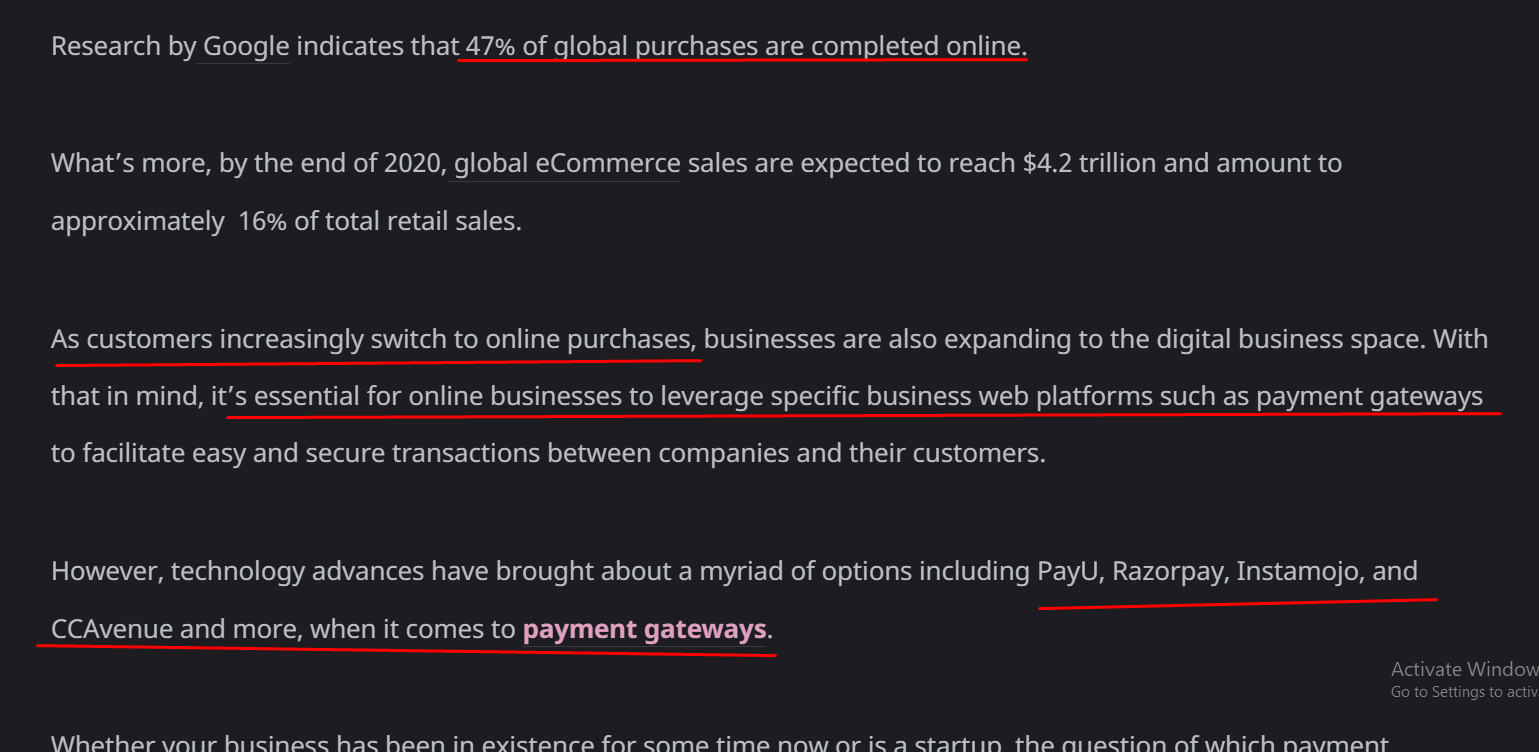 Research by Google indicates that 47% of global purchases are completed online.
What’s more, by the end of 2020, global eCommerce sales are expected to reach $4.2 trillion and amount to
approximately  16% of total retail sales.
As customers increasingly switch to online purchases, businesses are also expanding to the digital business space. With
that in mind, it’s essential for online businesses to leverage specific business web platforms such as payment gateways
to facilitate easy and secure transactions between companies and their customers.
However, technology advances have brought about a myriad of options including PayU, Razorpay, Instamojo, and
CCAvenue and more, when it comes to payment gateways.
Activate Window
Go to Settings to activ
Whether your business has been in existence for some time now or is a startup, the question of which payment